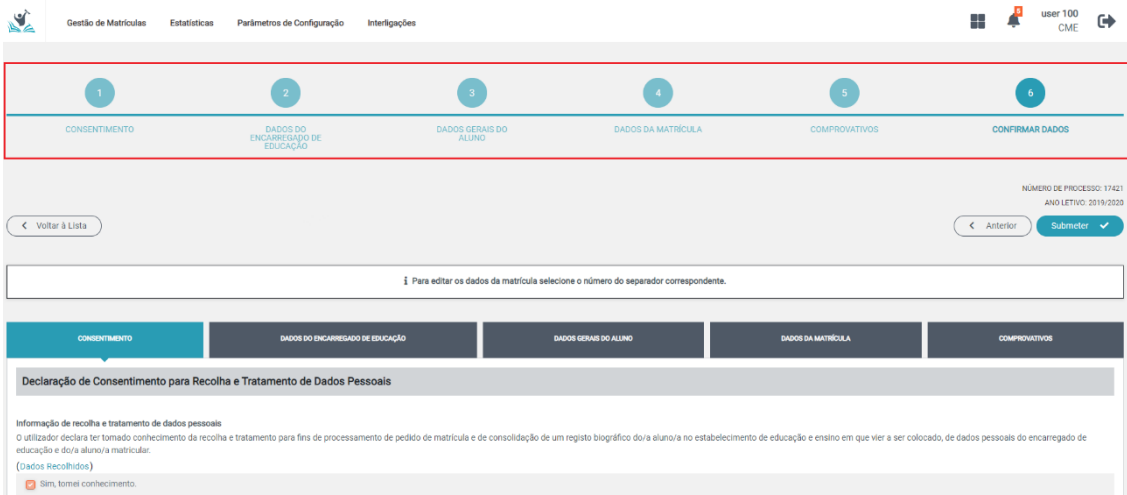 Gestão de Matrículas Estatísticas Parâmetros de Configuração Interligações
5
user 100
CME
1 2 3 4 5 6
CONSENTIMENTO
DADOS DO
ENCARREGADO DE
EDUCAÇÃO
DADOS GERAIS DO
ALUNO
DADOS DA MATRÍCULA
COMPROVATIVOS
CONFIRMAR DADOS
NÚMERO DE PROCESSO: 17421
ANO LETIVO: 2019/2020
Voltar à Lista
Anterior
Submeter
i Para editar os dados da matrícula selecione o número do separador correspondente.
CONSENTIMENTO DADOS DO ENCARREGADO DE EDUCAÇÃO DADOS GERAIS DO ALUNO DADOS DA MATRÍCULA COMPROVATIVOS
Declaração de Consentimento para Recolha e Tratamento de Dados Pessoais
Informação de recolha e tratamento de dados pessoais
O utilizador declara ter tomado conhecimento da recolha e tratamento para fins de processamento de pedido de matrícula e de consolidação de um registo biográfico do/a aluno/a no estabelecimento de educação e ensino em que vier a ser colocado, de dados pessoais do encarregado de
educação e do/a aluno/a matricular.
(Dados Recolhidos)
Sim, tomei conhecimento.